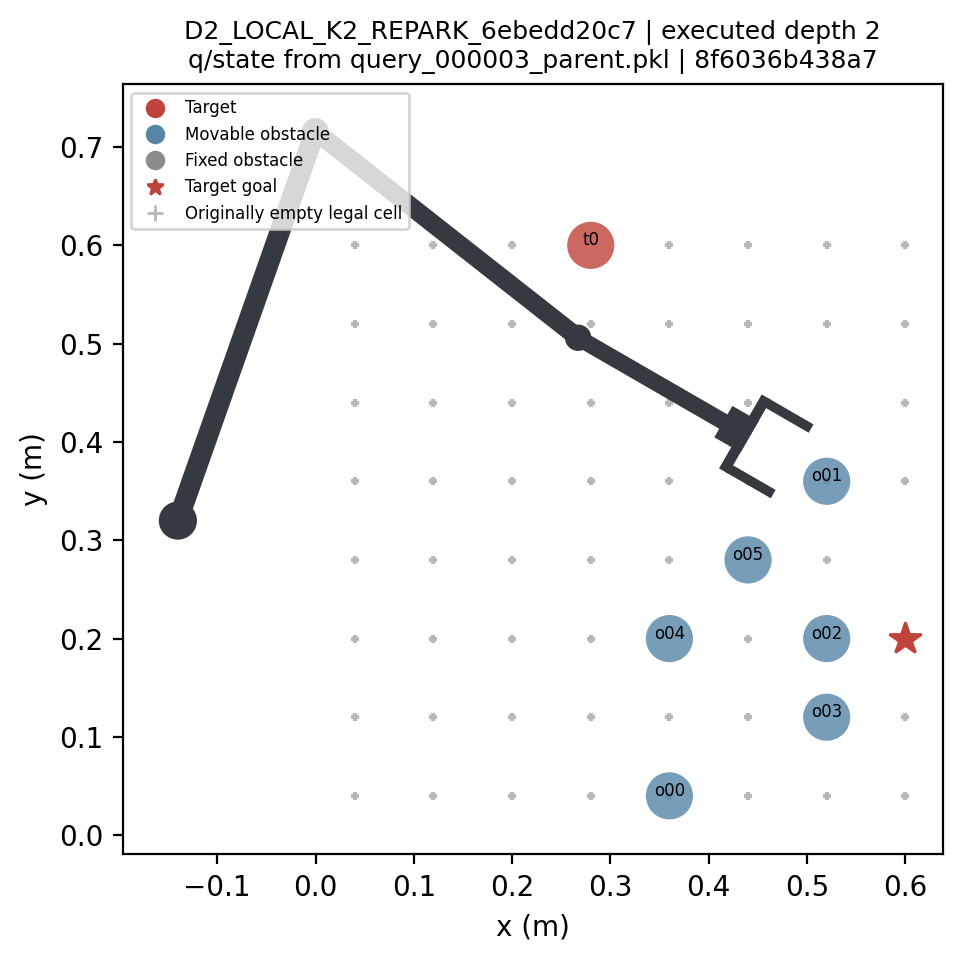 D2_LOCAL_K2_REPARK_6ebedd20c7 | executed depth 2
q/state from query_000003_parent.pkl | 8f6036b438a7
Target
Movable obstacle
Fixed obstacle
Target goal
Originally empty legal cell
0.7
0.6
0.5
0.4
0.3
0.2
0.1
0.0
y (m)
t0
o01
o05
o04
o02
o03
o00
−0.1
0.0
0.1
0.2
0.3
0.4
0.5
0.6
x (m)